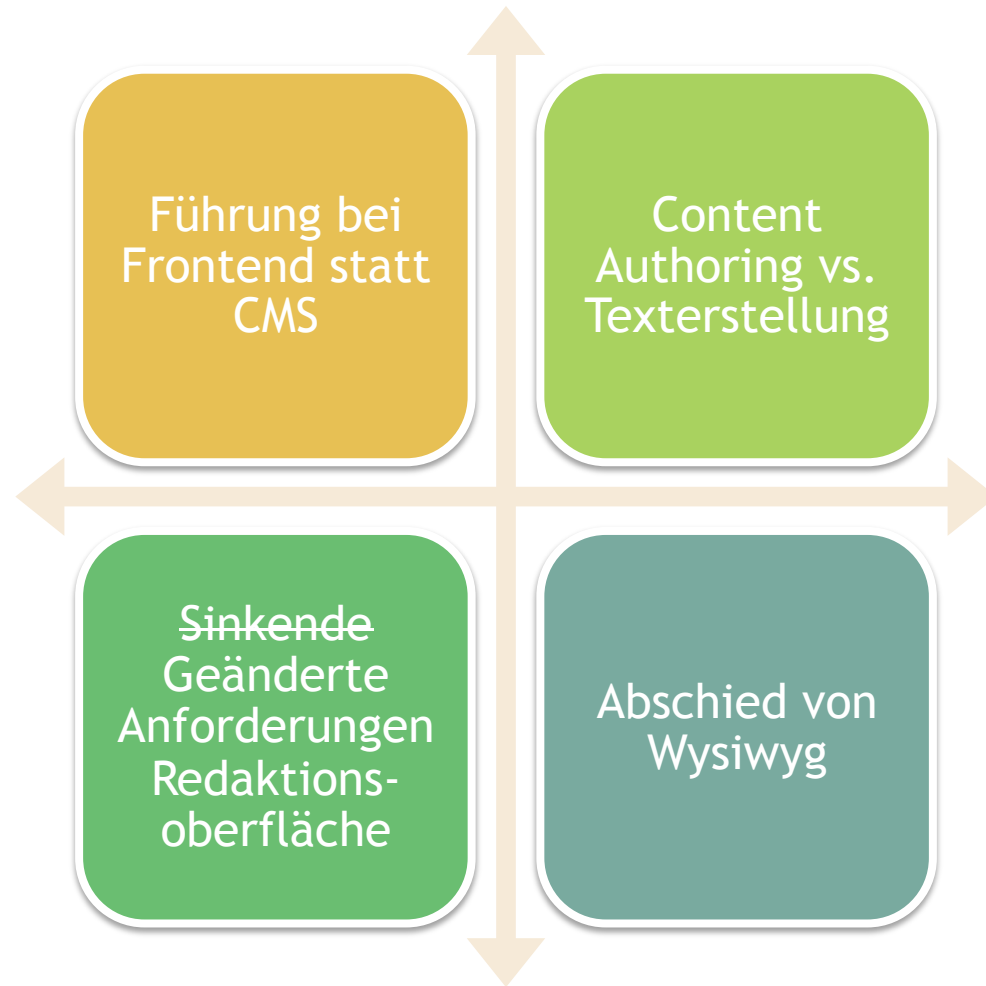 Führung bei
Frontend statt
CMS
Content
Authoring vs.
Texterstellung
Sinkende
Geänderte
Anforderungen
Redaktions-
oberfläche
Abschied von
Wysiwyg